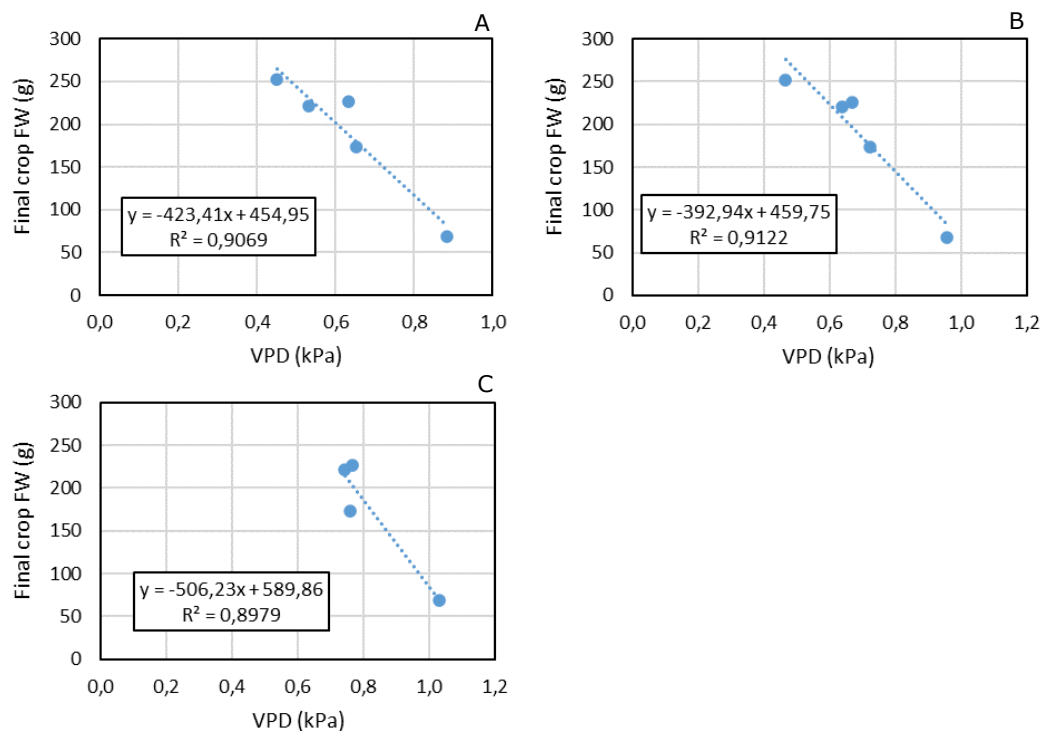 A
Final crop FW (g)
300
250
200
150
100
50
0
y = -423,41x + 454,95
R² = 0,9069
0,0 0,2 0,4 0,6 0,8 1,0
VPD (kPa)
B
Final crop FW (g)
300
250
200
150
100
50
0
y = -392,94x + 459,75
R² = 0,9122
0,0 0,2 0,4 0,6 0,8 1,0 1,2
VPD (kPa)
C
Final crop FW (g)
300
250
200
150
100
50
0
y = -506,23x + 589,86
R² = 0,8979
0,0 0,2 0,4 0,6 0,8 1,0 1,2
VPD (kPa)